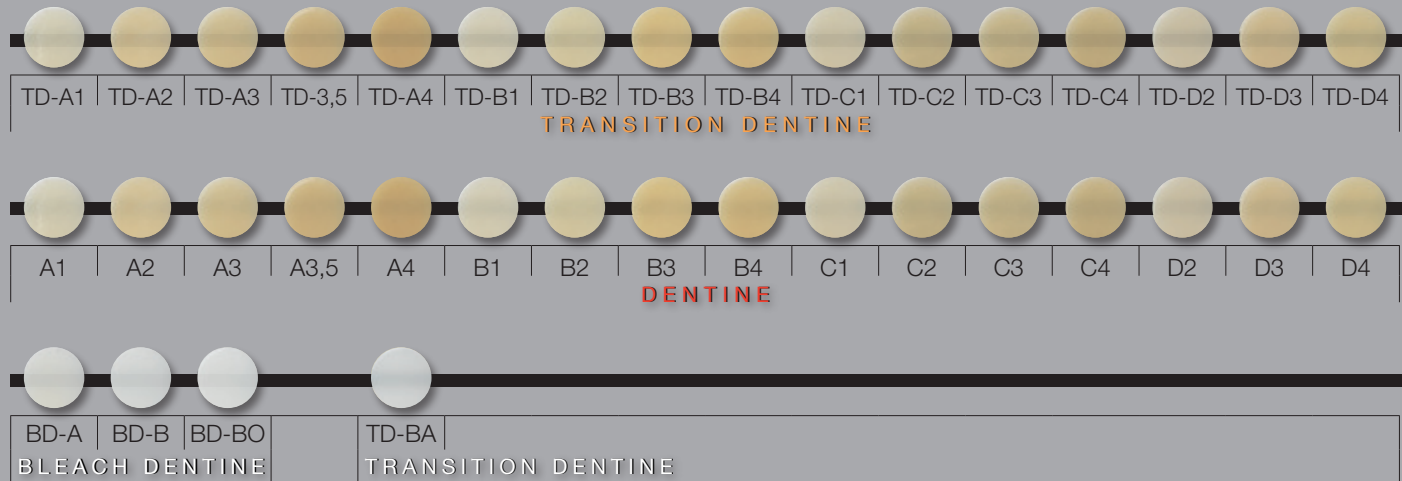 TD-A1 TD-A2 TD-A3 TD-3,5 TD-A4 TD-B1 TD-B2 TD-B3 TD-B4 TD-C1 TD-C2 TD-C3 TD-C4 TD-D2 TD-D3 TD-D4
TRANSITION DENTINE
A1 A2 A3 A3,5 A4 B1 B2 B3 B4 C1 C2 C3 C4 D2 D3 D4
DENTINE
BD-A BD-B BD-BO TD-BA
BLEACH DENTINE TRANSITION DENTINE